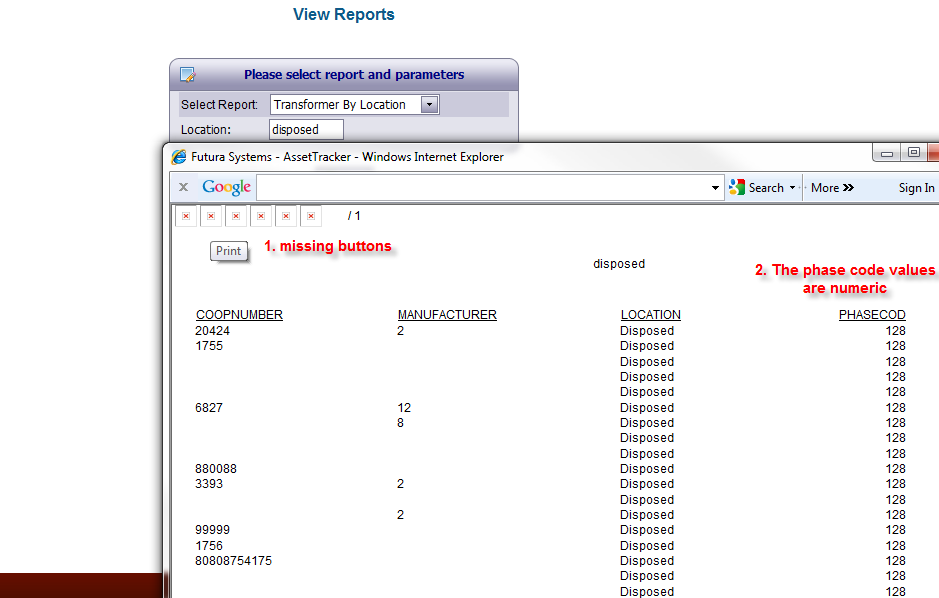 View Reports
Please select report and parameters
Select Report: Transformer By Location
Location: disposed
Futura Systems - AssetTracker - Windows Internet Explorer
x Google Search More » Sign In
/ 1
Print 1. missing buttons
disposed
2. The phase code values
are numeric
COOPNUMBER MANUFACTURER LOCATION PHASECOD
20424 2 Disposed 128
1755 Disposed 128
Disposed 128
Disposed 128
Disposed 128
6827 12 Disposed 128
8 Disposed 128
Disposed 128
Disposed 128
880088 Disposed 128
3393 2 Disposed 128
Disposed 128
2 Disposed 128
99999 Disposed 128
1756 Disposed 128
80808754175 Disposed 128
Disposed 128
Disposed 128